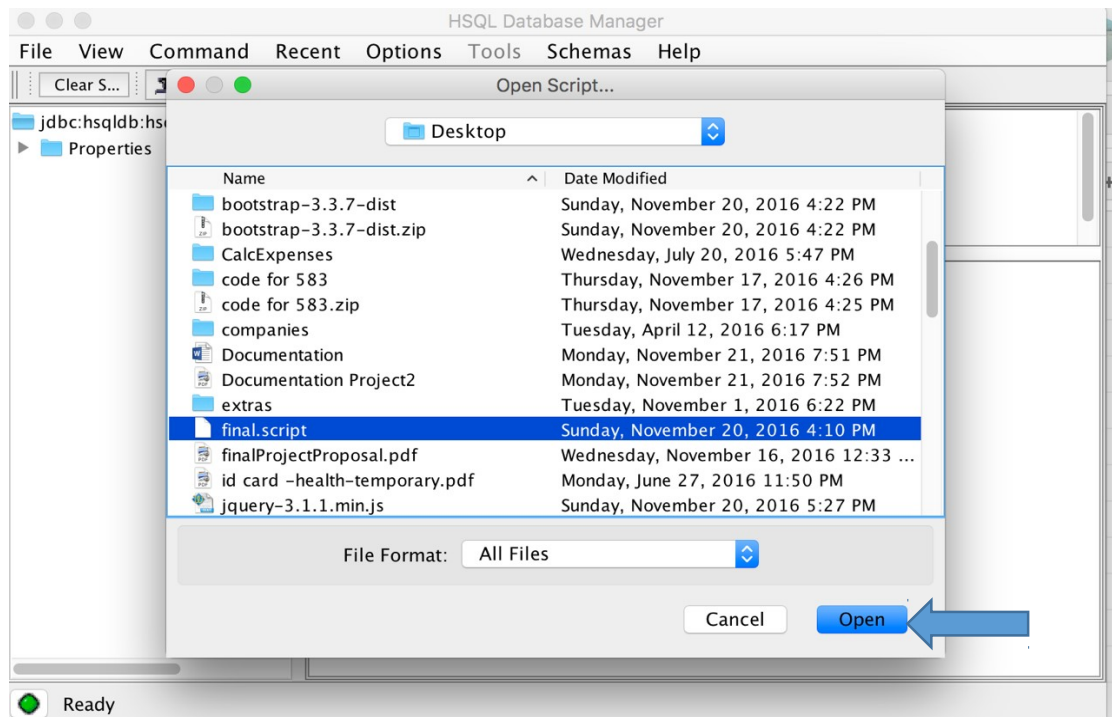 HSQL Database Manager
File View Command Recent Options Tools Schemas Help
Clear S...
Open Script...
jdbc:hsqldb:hs
Desktop
Properties
Name Date Modified
bootstrap-3.3.7-dist Sunday, November 20, 2016 4:22 PM
bootstrap-3.3.7-dist.zip Sunday, November 20, 2016 4:22 PM
CalcExpenses Wednesday, July 20, 2016 5:47 PM
code for 583 Thursday, November 17, 2016 4:26 PM
code for 583.zip Thursday, November 17, 2016 4:25 PM
companies Tuesday, April 12, 2016 6:17 PM
Documentation Monday, November 21, 2016 7:51 PM
Documentation Project2 Monday, November 21, 2016 7:52 PM
extras Tuesday, November 1, 2016 6:22 PM
final.script Sunday, November 20, 2016 4:10 PM
finalProjectProposal.pdf Wednesday, November 16, 2016 12:33 ...
id card -health-temporary.pdf Monday, June 27, 2016 11:50 PM
jquery-3.1.1.min.js Sunday, November 20, 2016 5:27 PM
File Format: All Files
Cancel Open
Ready